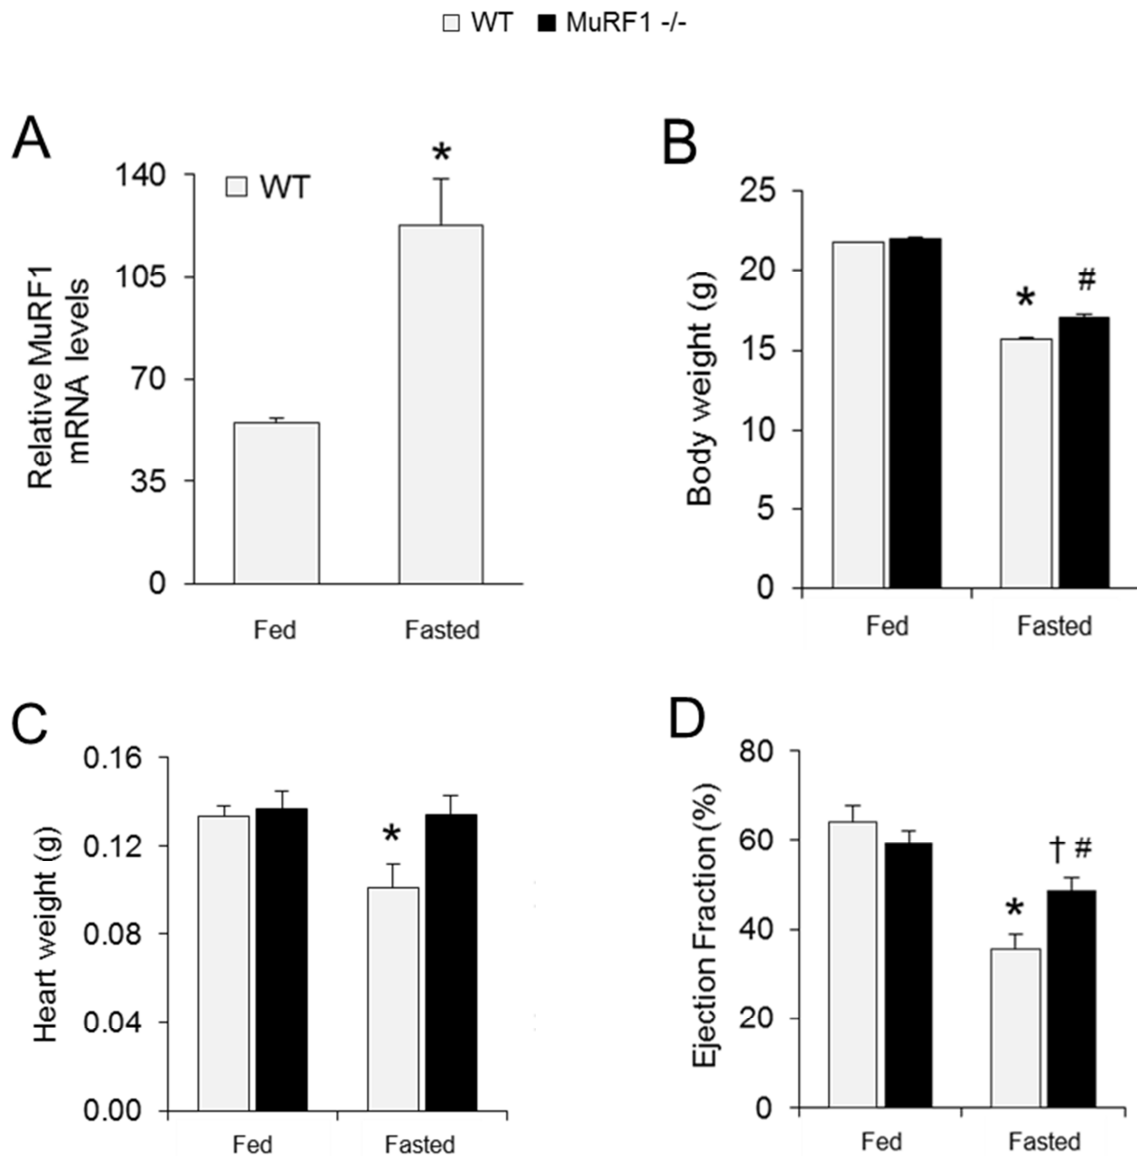 WT MuRF1 -/-
A
*
140
WT
105
70
35
0
Relative MuRF1
mRNA levels
Fed Fasted
B
25
20
15
10
5
0
* #
Body weight (g)
Fed Fasted
C
0.16
0.12
0.08
0.04
0.00
*
Heart weight (g)
Fed Fasted
D
80
60
40
20
0
† #
*
Ejection Fraction (%)
Fed Fasted